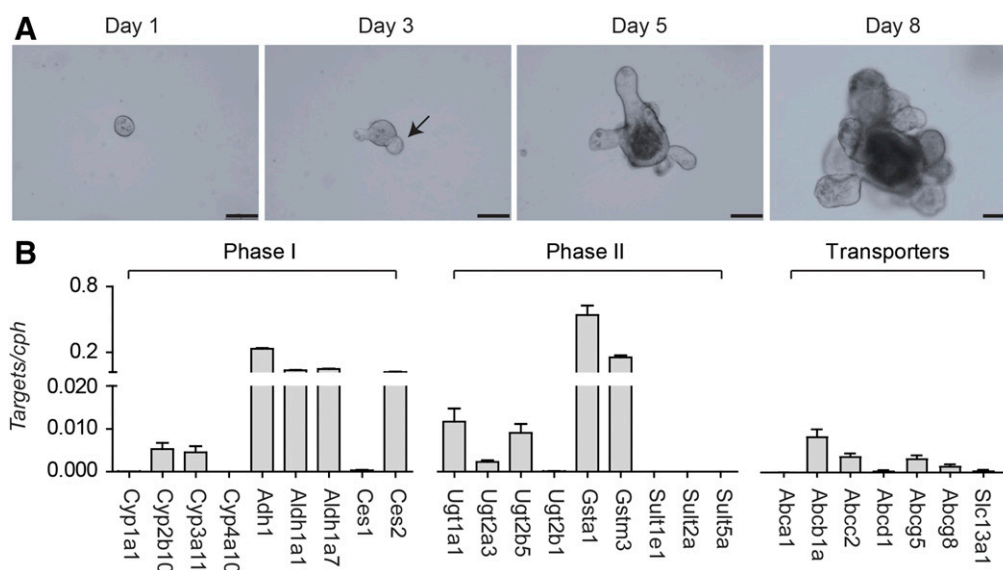 A
Day 1 Day 3 Day 5 Day 8
B
Phase I Phase II Transporters
Targets/cph
0.8
0.2
0.020
0.010
0.000
Cyp1a1
Cyp2b10
Cyp3a11
Cyp4a10
Adh1
Aldh1a1
Aldh1a7
Ces1
Ces2
Ugt1a1
Ugt2a3
Ugt2b5
Ugt2b1
Gsta1
Gstm3
Sult1e1
Sult2a
Sult5a
Abca1
Abcb1a
Abcc2
Abcd1
Abcg5
Abcg8
Slc13a1